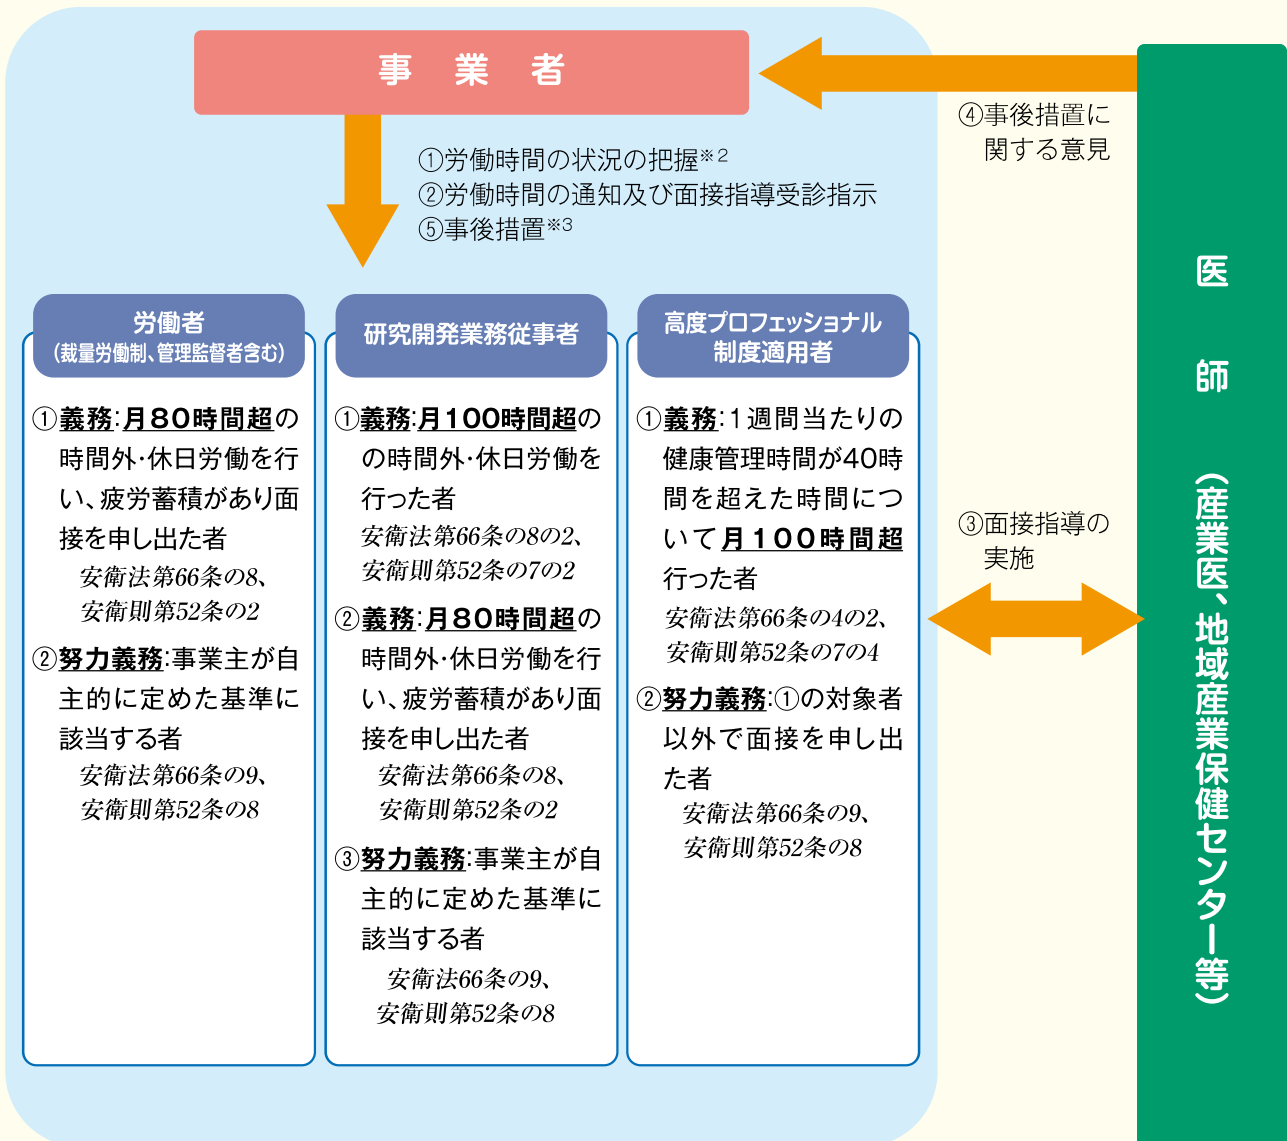 事業者
①労働時間の状況の把握※2
②労働時間の通知及び面接指導受診指示
⑤事後措置※3
④事後措置に
関する意見
労働者
(裁量労働制、管理監督者含む)
①義務:月80時間超の
時間外・休日労働を行
い、疲労蓄積があり面
接を申し出た者
安衛法第66条の8、
安衛則第52条の2
②努力義務:事業主が自
主的に定めた基準に
該当する者
安衛法第66条の9、
安衛則第52条の8
研究開発業務従事者
①義務:月100時間超の
の時間外・休日労働を
行った者
安衛法第66条の8の2、
安衛則第52条の7の2
②義務:月80時間超の
時間外・休日労働を行
い、疲労蓄積があり面
接を申し出た者
安衛法第66条の8、
安衛則第52条の2
③努力義務:事業主が自
主的に定めた基準に
該当する者
安衛法66条の9、
安衛則第52条の8
高度プロフェッショナル
制度適用者
①義務:1週間当たりの
健康管理時間が40時
間を超えた時間につ
いて月100時間超
行った者
安衛法第66条の4の2、
安衛則第52条の7の4
②努力義務:①の対象者
以外で面接を申し出
た者
安衛法第66条の9、
安衛則第52条の8
③面接指導の
実施
医師(産業医、地域産業保健センター等)